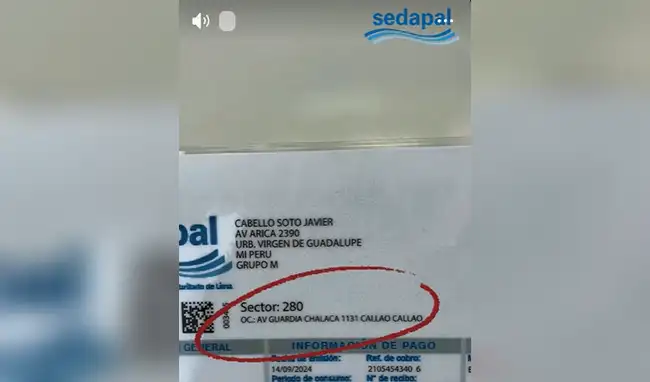 sedapal
CABELLO SOTO JAVIER
AV ARICA 2390
URB. VIRGEN DE GUADALUPE
MI PERU
GRUPO M
pal
Sector: 280
OC.: AV GUARDIA CHALACA 1131 CALLAO CALLAO
GENERAL
INFORMACIÓN DE PAGO
Fecha de emisión:
Ref. de cobro:
14/09/2024
2105454340 6
Periodo de consumo:
N° de recibo: